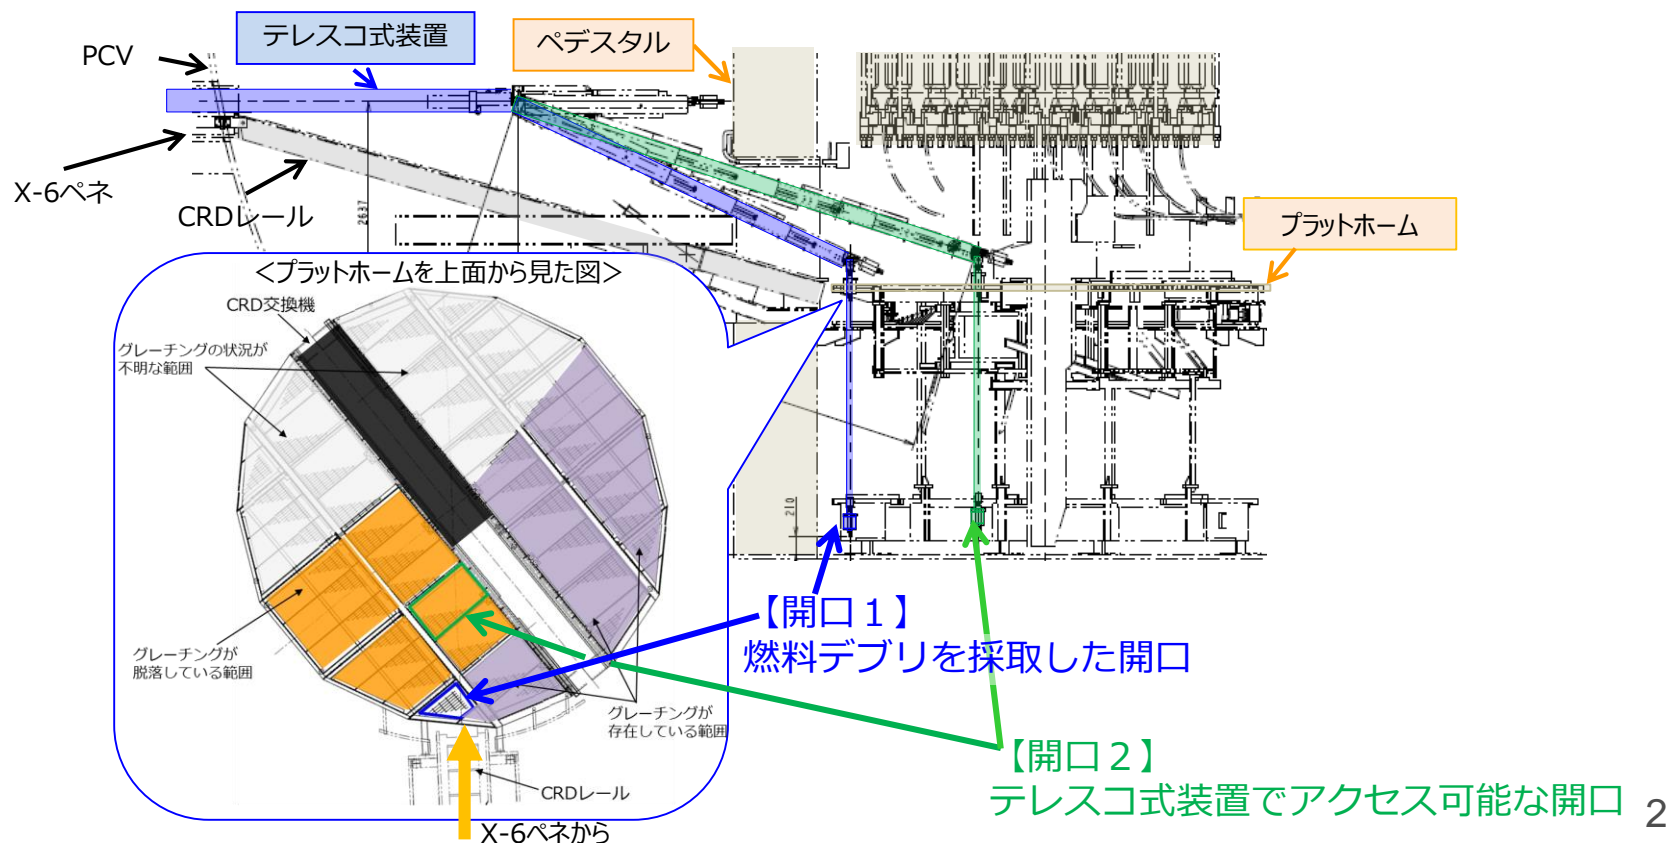 テレスコ式装置
ペデスタル
PCV
X-6ペネ
CRDレール
2637
プラットホーム
<プラットホームを上面から見た図>
CRD交換機
グレーチングの状況が
不明な範囲
210
【開口１】
燃料デブリを採取した開口
グレーチングが
脱落している範囲
グレーチングが
存在している範囲
【開口２】
テレスコ式装置でアクセス可能な開口
CRDレール
X-6ペネから
2